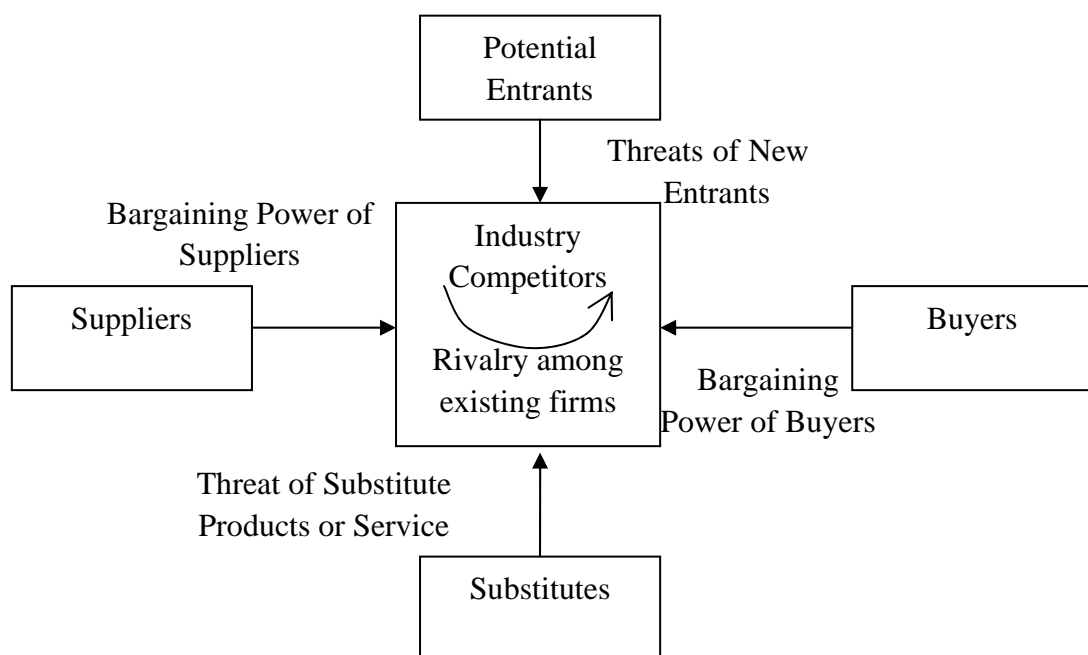 Potential
Entrants
Threats of New
Entrants
Bargaining Power of
Suppliers
Industry
Competitors
Suppliers
Buyers
Rivalry among
existing firms
Bargaining
Power of Buyers
Threat of Substitute
Products or Service
Substitutes